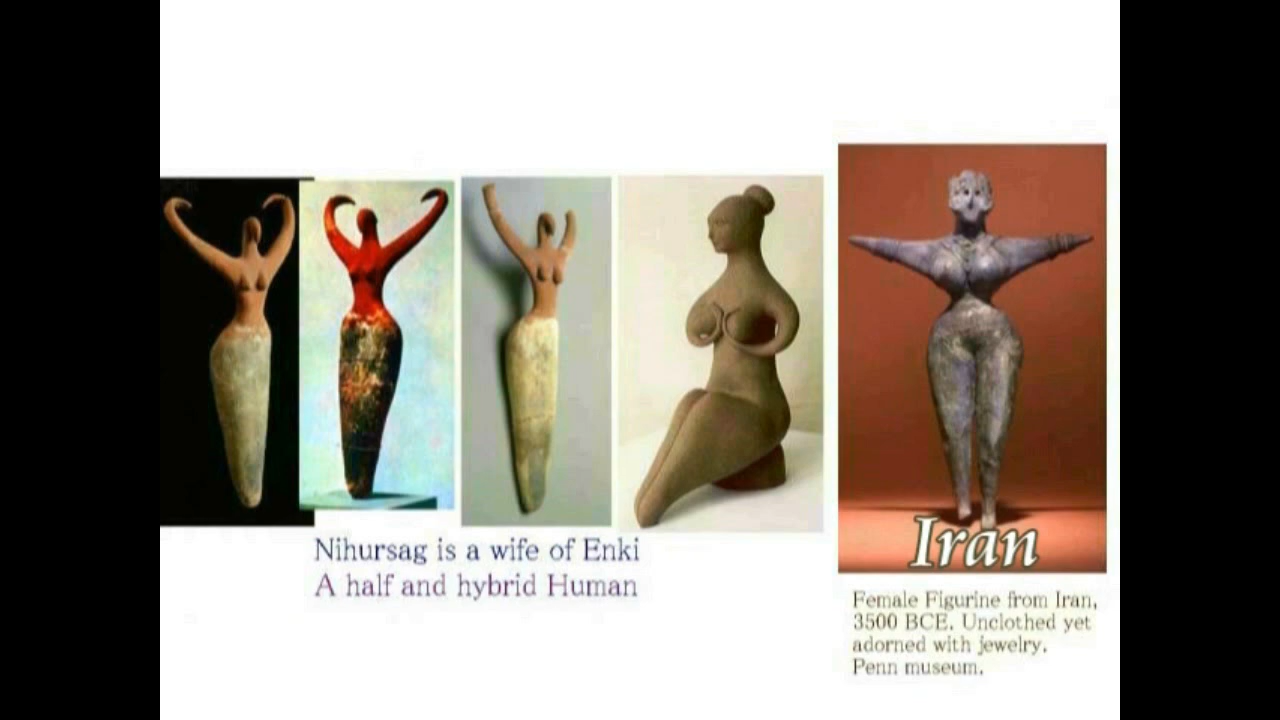 Nihursag is a wife of Enki
A half and hybrid Human
Iran
Female Figurine from Iran,
3500 BCE. Unclothed yet
adorned with jewelry.
Penn museum.